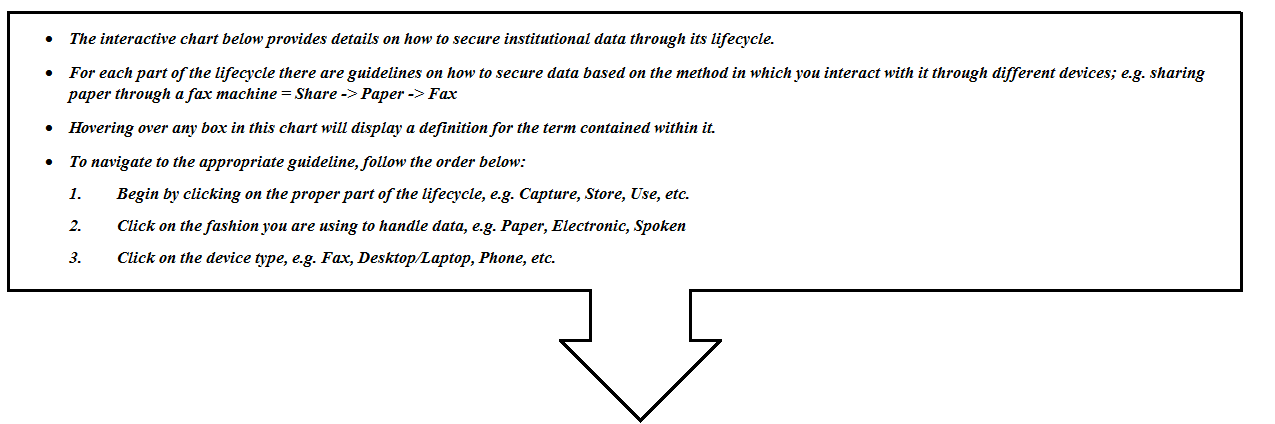 • The interactive chart below provides details on how to secure institutional data through its lifecycle.
• For each part of the lifecycle there are guidelines on how to secure data based on the method in which you interact with it through different devices; e.g. sharing
paper through a fax machine = Share -> Paper -> Fax
• Hovering over any box in this chart will display a definition for the term contained within it.
• To navigate to the appropriate guideline, follow the order below:
1. Begin by clicking on the proper part of the lifecycle, e.g. Capture, Store, Use, etc.
2. Click on the fashion you are using to handle data, e.g. Paper, Electronic, Spoken
3. Click on the device type, e.g. Fax, Desktop/Laptop, Phone, etc.